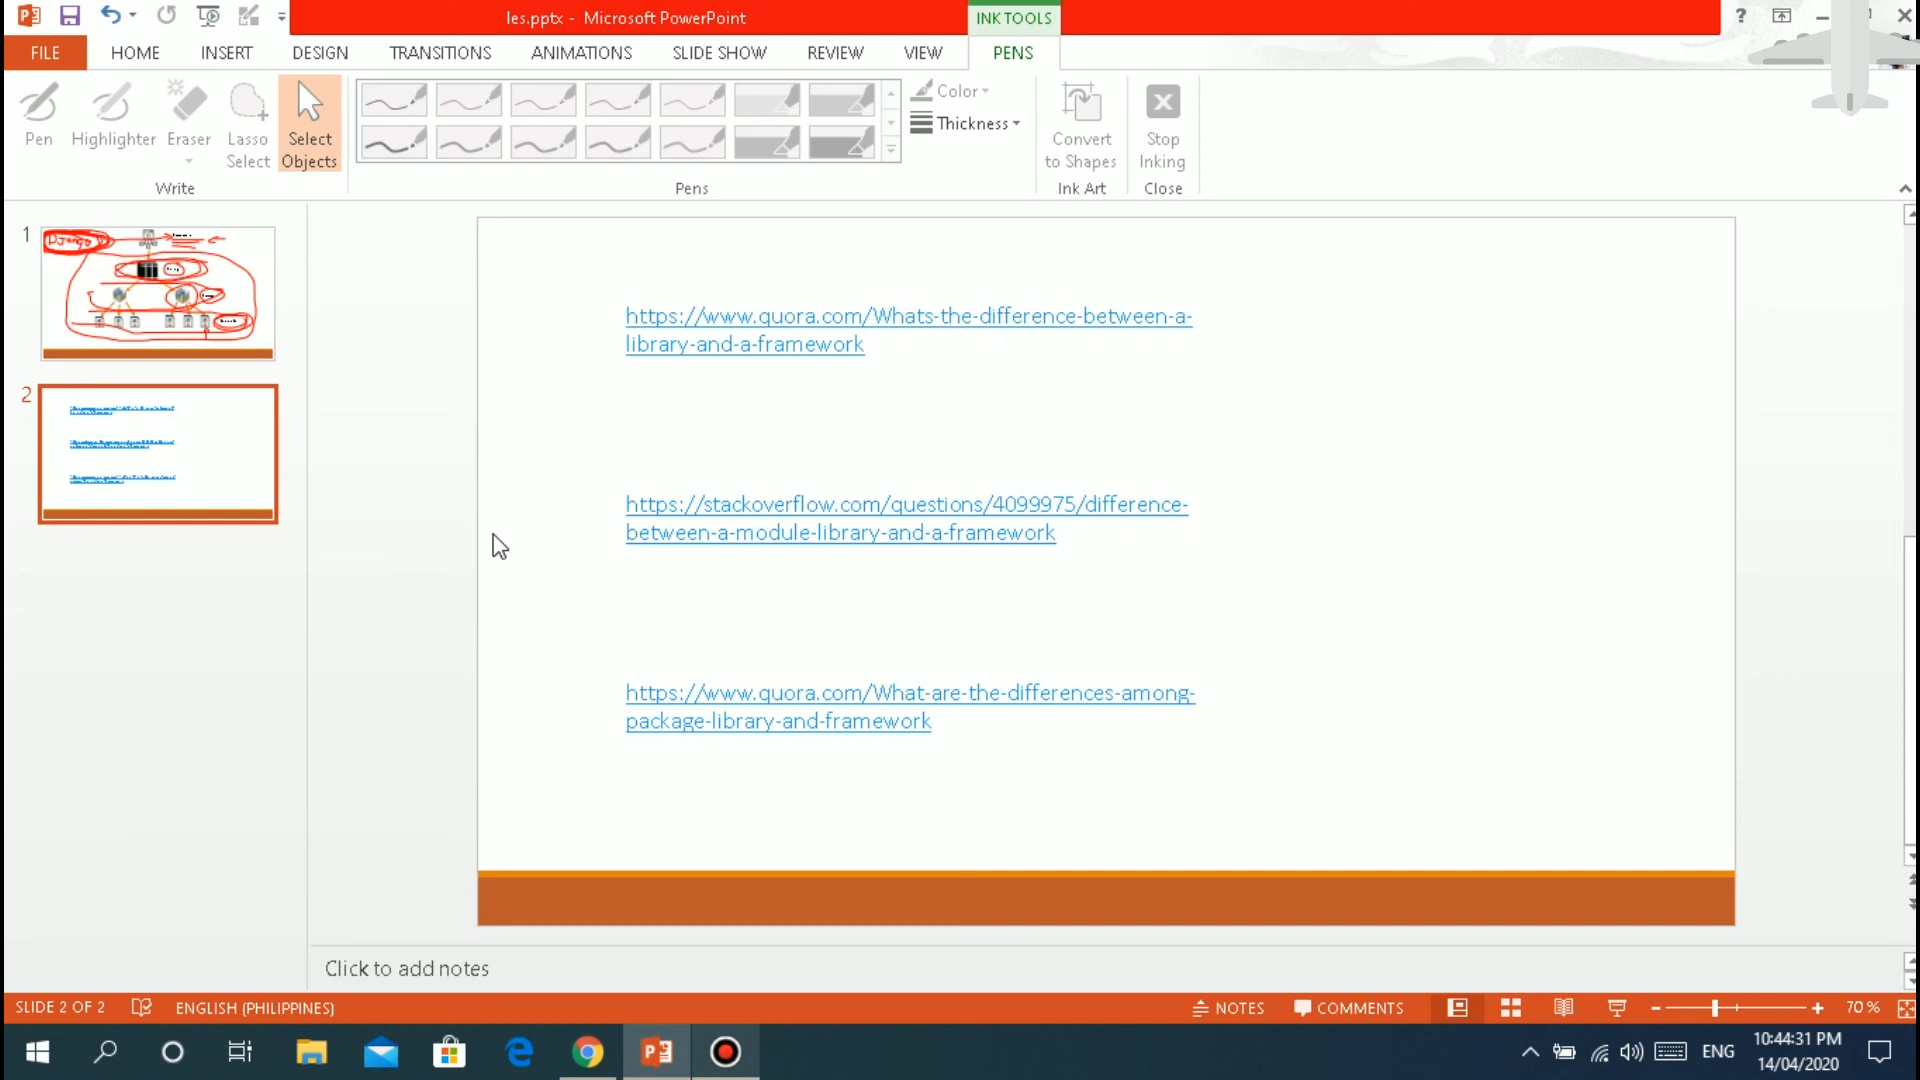 les.pptx - Microsoft PowerPoint
INK TOOLS
?
FILE
HOME
INSERT
DESIGN
TRANSITIONS
ANIMATIONS
SLIDE SHOW
REVIEW
VIEW
PENS
Pen
Highlighter
Eraser
Lasso
Select
Select
Objects
Color
Thickness
Convert
to Shapes
Stop
Inking
Write
Pens
Ink Art
Close
1
Django
2
https://www.quora.com/Whats-the-difference-between-a-
library-and-a-framework
https://stackoverflow.com/questions/4099975/difference-
between-a-module-library-and-a-framework
https://www.quora.com/What-are-the-differences-among-
package-library-and-framework
Click to add notes
SLIDE 2 OF 2
ENGLISH (PHILIPPINES)
NOTES
COMMENTS
70 %
ENG
10:44:31 PM
14/04/2020